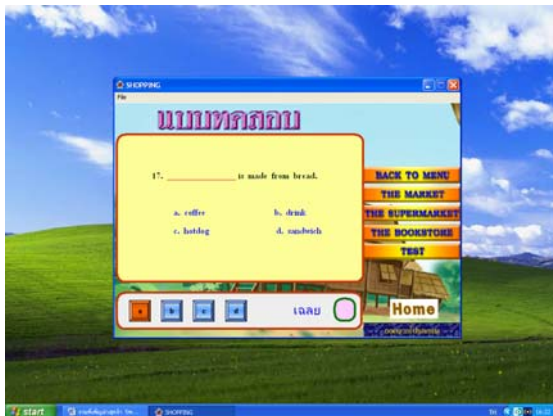 SHOPPING
File
แบบทดสอบ
17. ____________ is made from bread.
a. coffee b. drink
c. hotdog d. sandwich
BACK TO MENU
THE MARKET
THE SUPERMARKET
THE BOOKSTORE
TEST
a b c d เฉลย
Home
start
SHOPPING
TH